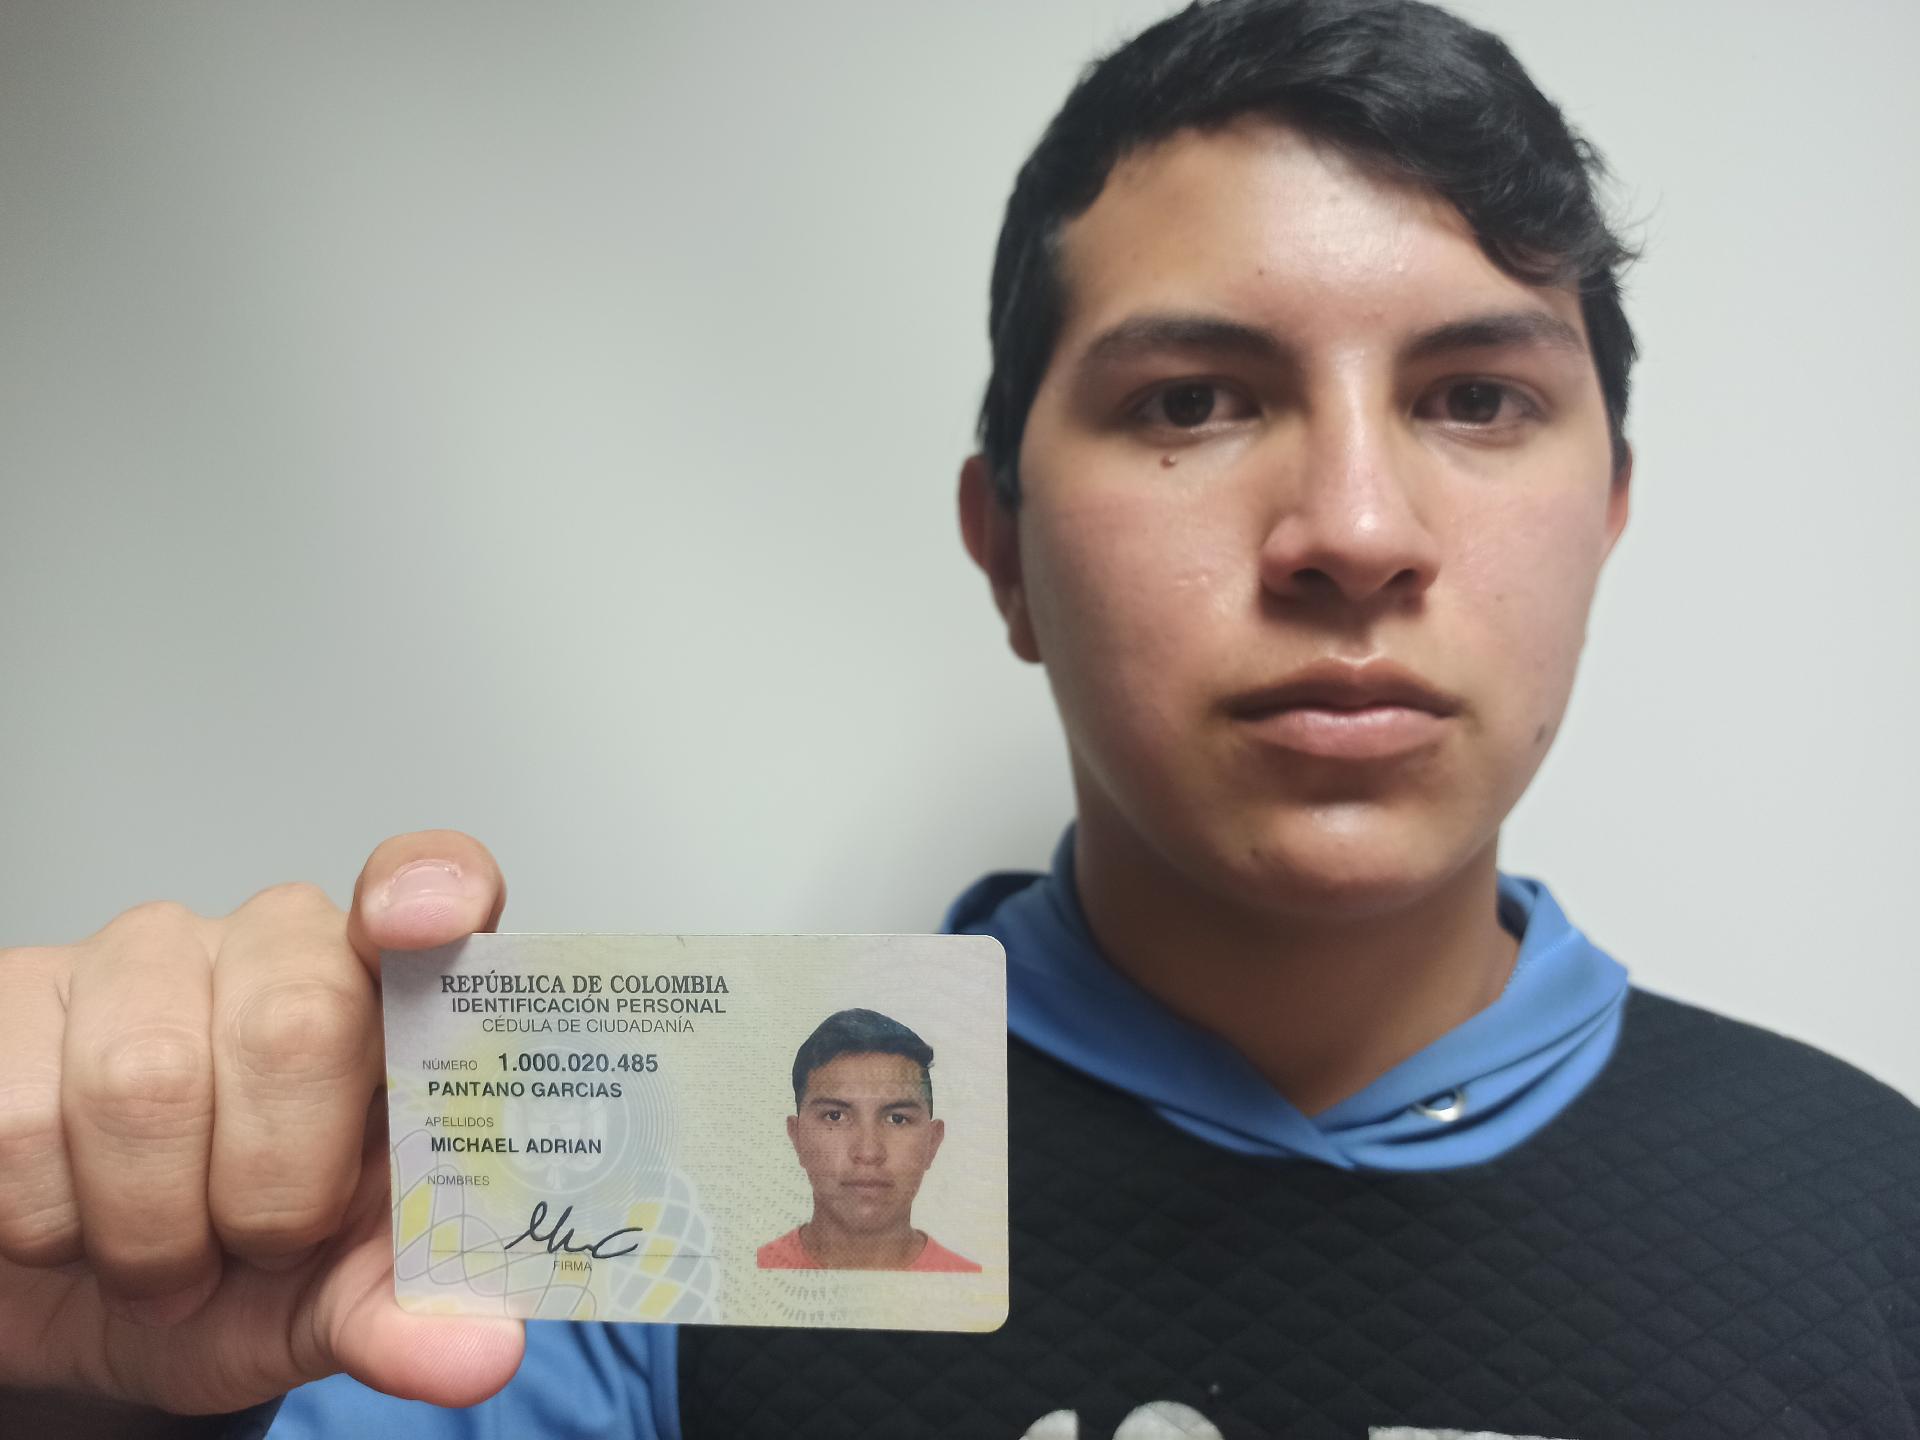 REPÚBLICA DE COLOMBIA
IDENTIFICACIÓN PERSONAL
CÉDULA DE CIUDADANÍA
NÚMERO 1.000.020.485
PANTANO GARCIAS
APELLIDOS
MICHAEL ADRIAN
NOMBRES
FIRMA